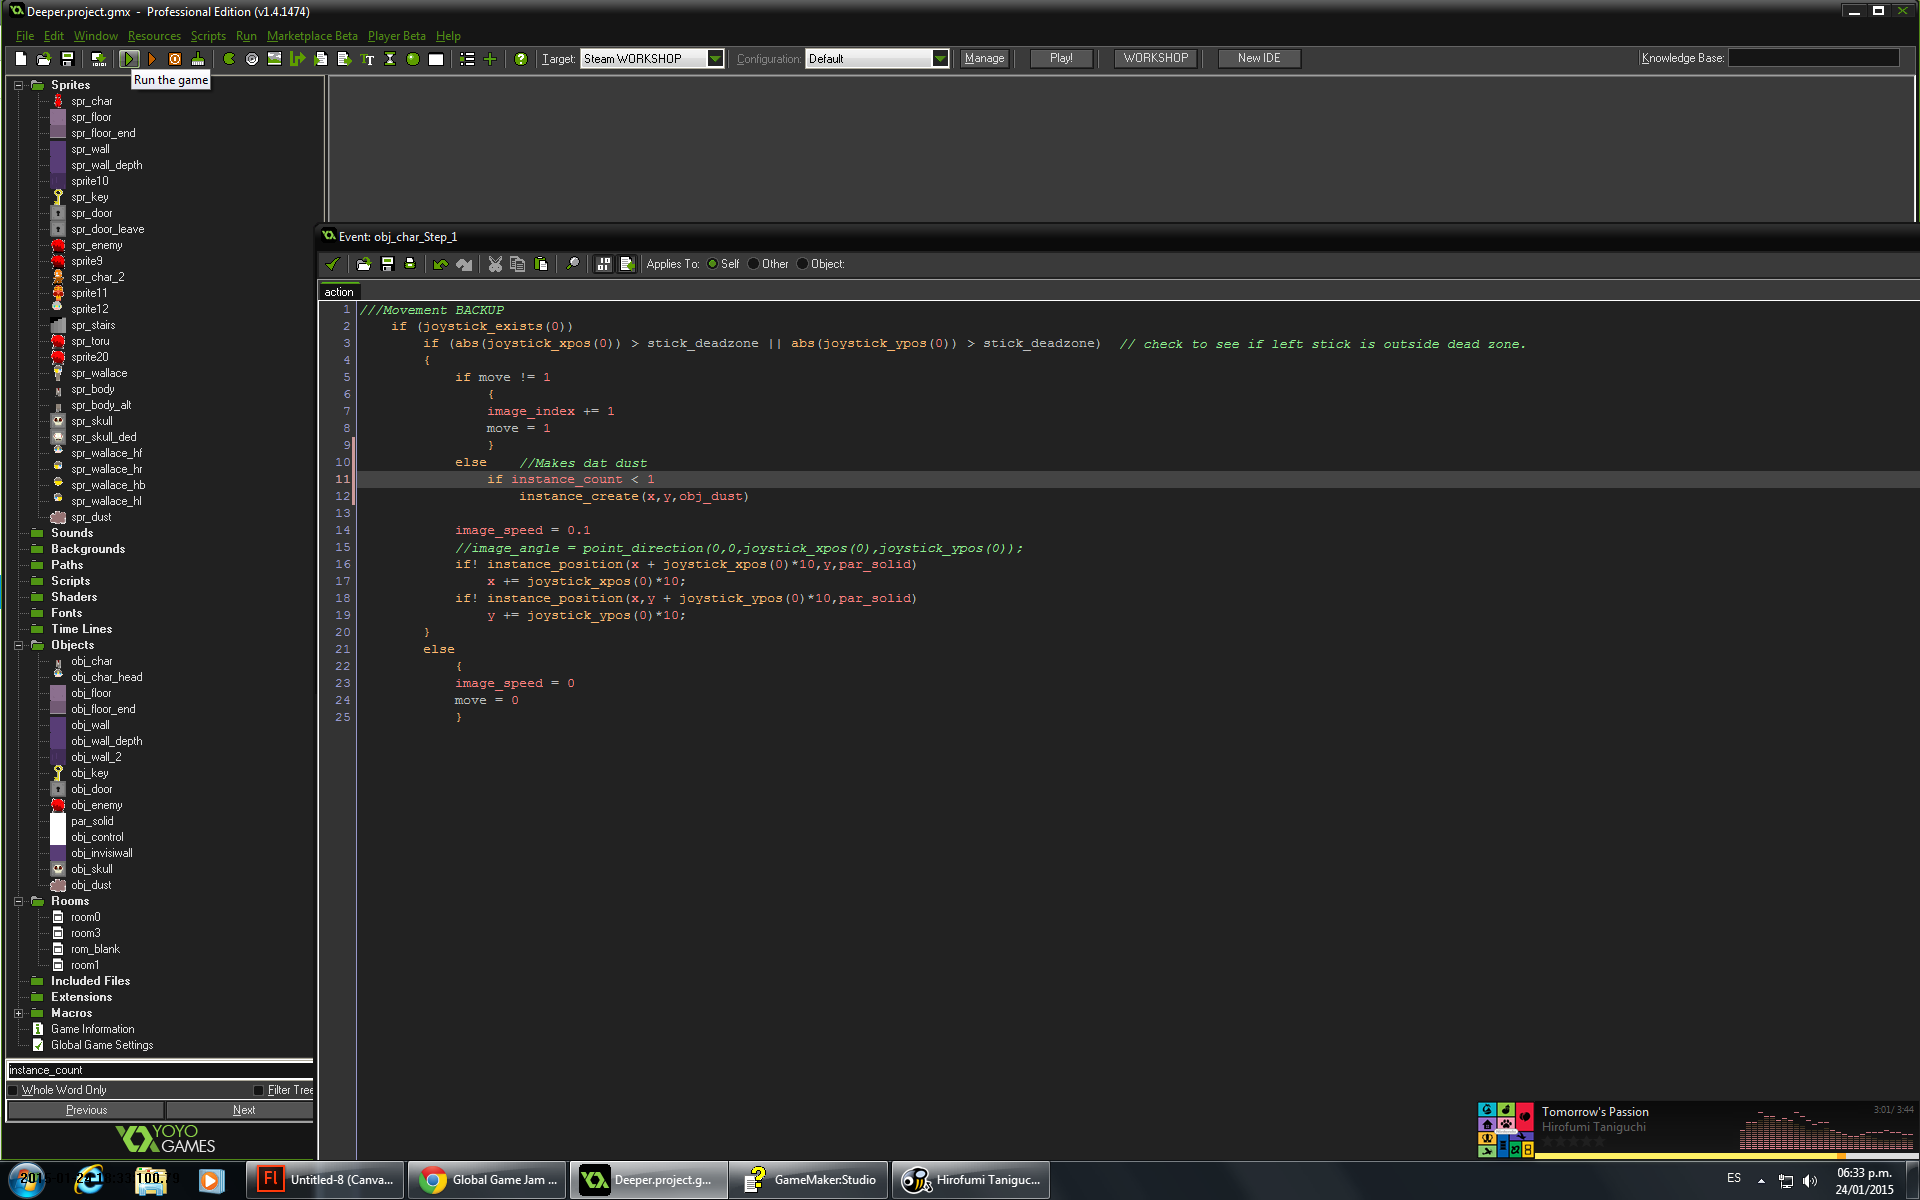 Deeper.project.gmx - Professional Edition (v1.4.1474)
File Edit Window Resources Scripts Run Marketplace Beta Player Beta Help
Target: Steam WORKSHOP Configuration: Default Manage Play! WORKSHOP New IDE Knowledge Base:
Run the game
Sprites
spr_char
spr_floor
spr_floor_end
spr_wall
spr_wall_depth
sprite10
spr_key
spr_door
spr_door_leave
spr_enemy
sprite9
spr_char_2
sprite11
sprite12
spr_stairs
spr_toru
sprite20
spr_wallace
spr_body
spr_body_alt
spr_skull
spr_skull_ded
spr_wallace_hf
spr_wallace_hr
spr_wallace_hb
spr_wallace_hl
spr_dust
Sounds
Backgrounds
Paths
Scripts
Shaders
Fonts
Time Lines
Objects
obj_char
obj_char_head
obj_floor
obj_floor_end
obj_wall
obj_wall_depth
obj_wall_2
obj_key
obj_door
obj_enemy
par_solid
obj_control
obj_invisiwall
obj_skull
obj_dust
Rooms
room0
room3
rom_blank
room1
Included Files
Extensions
Macros
Game Information
Global Game Settings
instance_count
Whole Word Only Filter Tree
Previous Next
YOYO GAMES
Event: obj_char_Step_1
Applies To: Self Other Object:
action
1 ///Movement BACKUP
2 if (joystick_exists(0))
3 if (abs(joystick_xpos(0)) > stick_deadzone || abs(joystick_ypos(0)) > stick_deadzone) // check to see if left stick is outside dead zone.
4 {
5 if move != 1
6 {
7 image_index += 1
8 move = 1
9 }
10 else //Makes dat dust
11 if instance_count < 1
12 instance_create(x,y,obj_dust)
13
14 image_speed = 0.1
15 //image_angle = point_direction(0,0,joystick_xpos(0),joystick_ypos(0));
16 if! instance_position(x + joystick_xpos(0)*10,y,par_solid)
17 x += joystick_xpos(0)*10;
18 if! instance_position(x,y + joystick_ypos(0)*10,par_solid)
19 y += joystick_ypos(0)*10;
20 }
21 else
22 {
23 image_speed = 0
24 move = 0
25 }
Tomorrow's Passion 3:01/ 3:44
Hirofumi Taniguchi
Untitled-8 (Canva... Global Game Jam ... Deeper.project.g... GameMaker:Studio Hirofumi Taniguc... ES 06:33 p.m.
24/01/2015